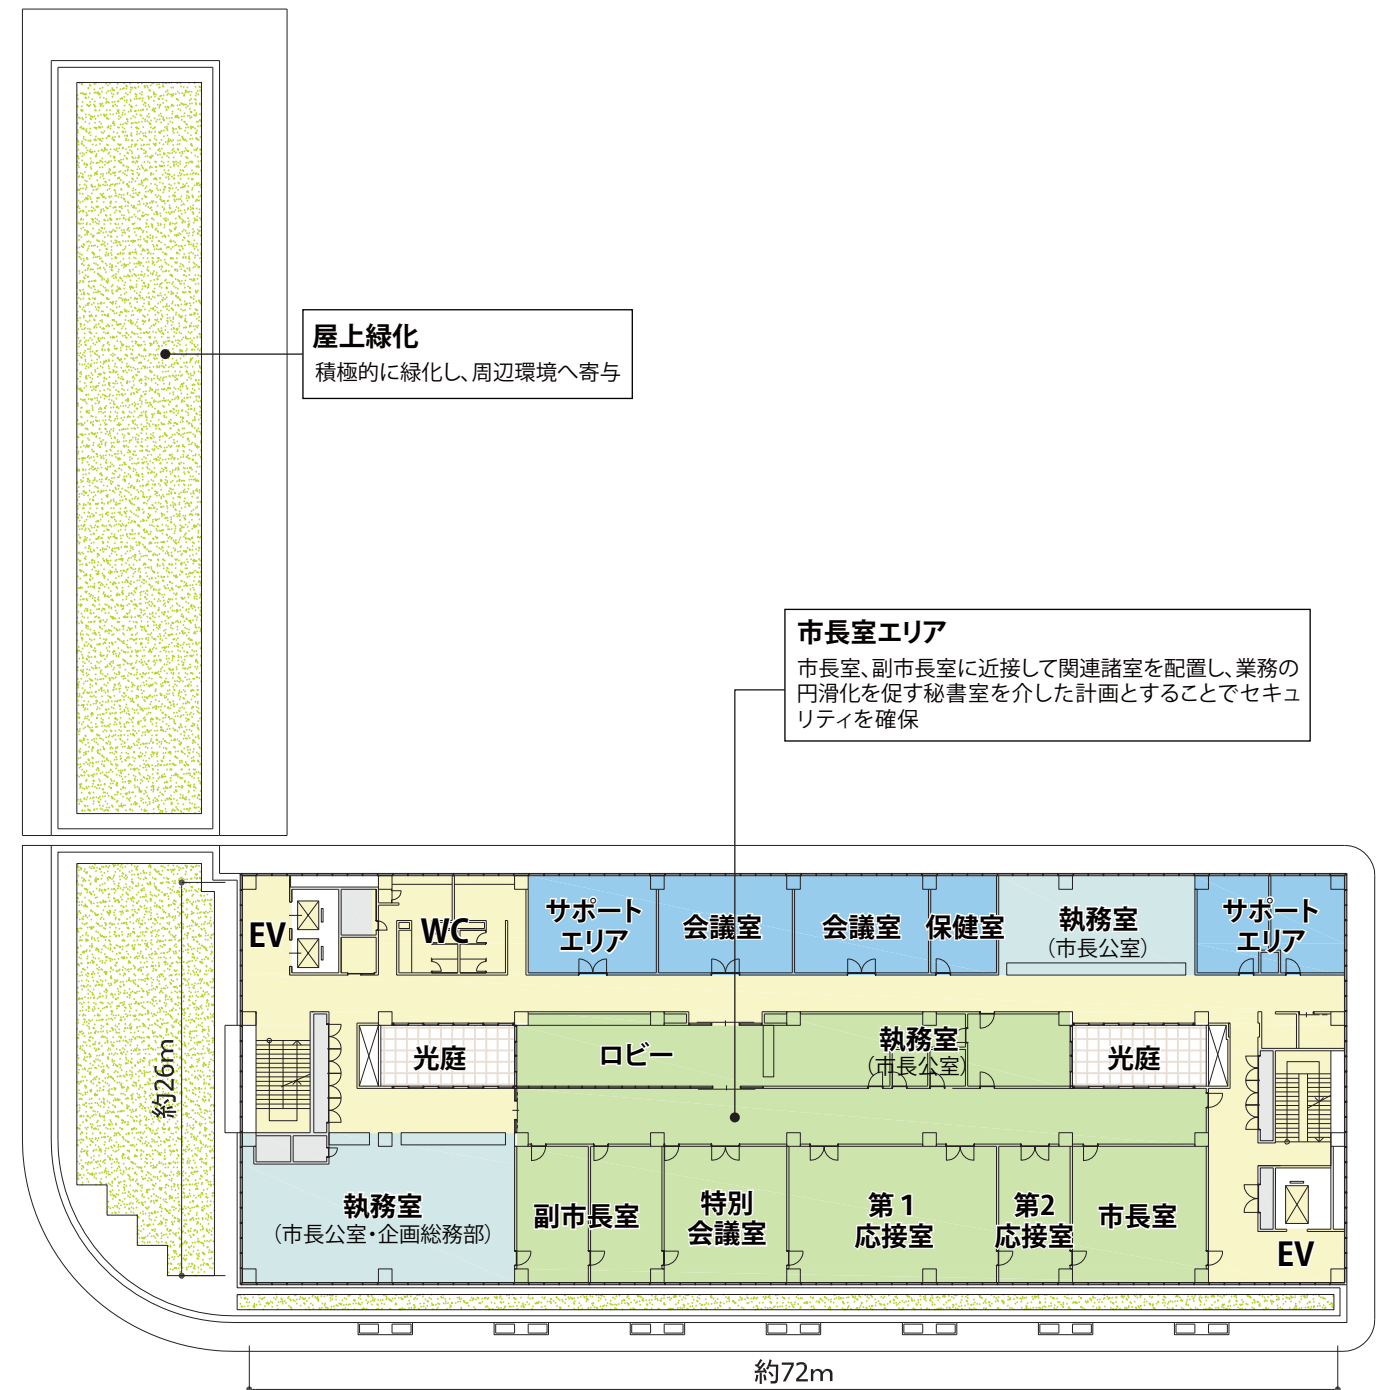 屋上緑化
積極的に緑化し、周辺環境へ寄与
市長室エリア
市長室、副市長室に近接して関連諸室を配置し、業務の
円滑化を促す秘書室を介した計画とすることでセキュ
リティを確保
EV
WC
サポート
エリア
会議室
会議室
保健室
執務室
（市長公室）
サポート
エリア
光庭
ロビー
執務室
（市長公室）
光庭
約26m
執務室
（市長公室・企画総務部）
副市長室
特別
会議室
第1
応接室
第2
応接室
市長室
EV
約72m